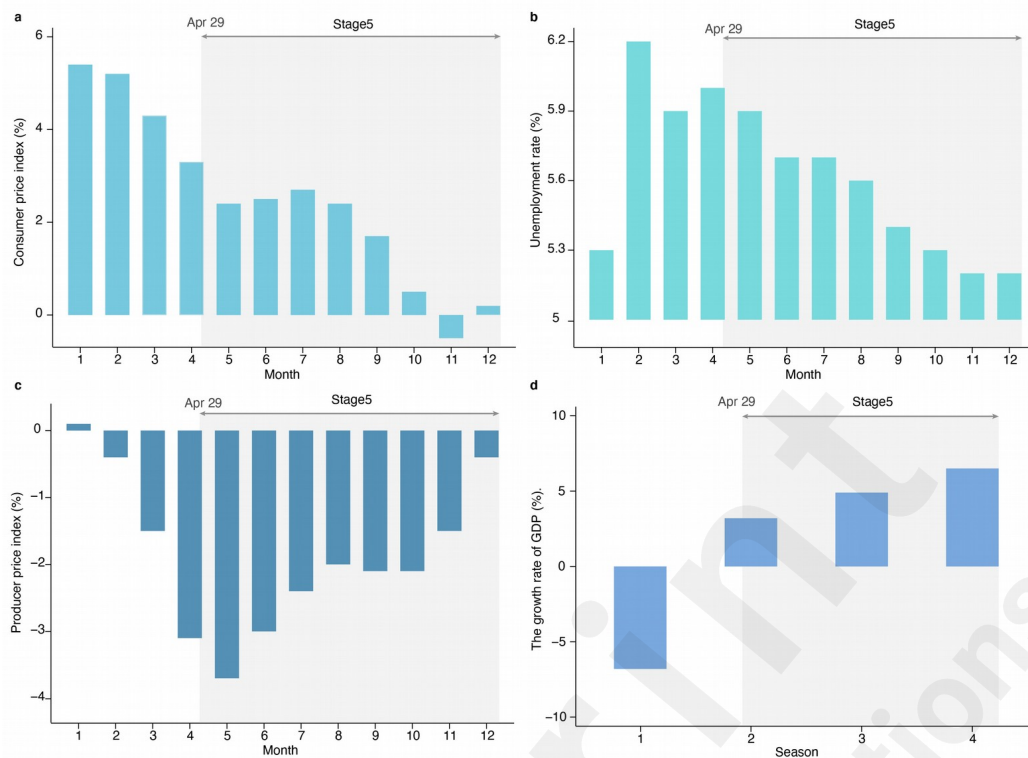 a
Apr 29
Stage5
6
4
2
0
Consumer price index (%)
1 2 3 4 5 6 7 8 9 10 11 12
Month
b
Apr 29
Stage5
6.2
5.9
5.6
5.3
5
Unemployment rate (%)
1 2 3 4 5 6 7 8 9 10 11 12
Month
c
Apr 29
Stage5
0
−1
−2
−3
−4
Producer price index (%)
1 2 3 4 5 6 7 8 9 10 11 12
Month
d
Apr 29
Stage5
10
5
0
−5
−10
The growth rate of GDP (%).
1 2 3 4
Season